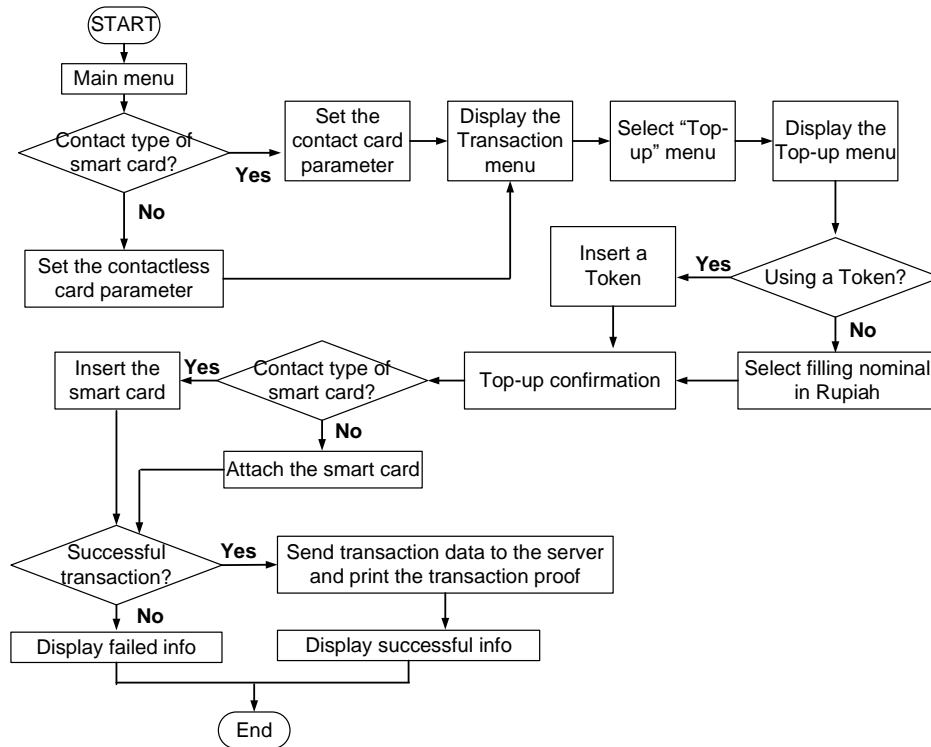 START
Main menu
Contact type of
smart card?
Yes
No
Set the
contact card
parameter
Display the
Transaction
menu
Select “Top-
up” menu
Display the
Top-up menu
Set the contactless
card parameter
Insert a
Token
Yes
Using a Token?
No
Insert the
smart card
Yes
Contact type of
smart card?
No
Top-up confirmation
Select filling nominal
in Rupiah
Attach the smart card
Successful
transaction?
Yes
No
Send transaction data to the server
and print the transaction proof
Display failed info
Display successful info
End